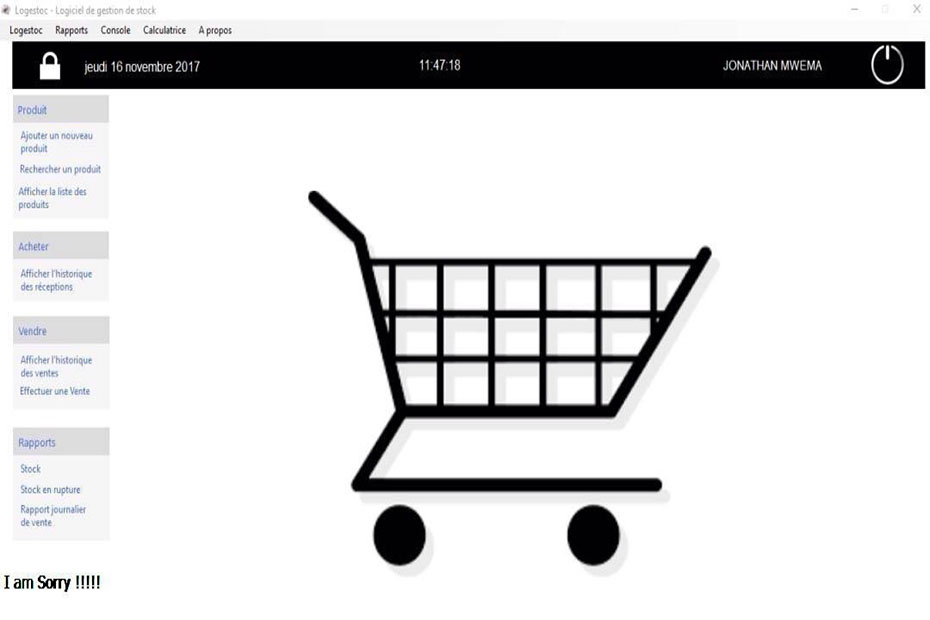 Logestoc - Logiciel de gestion de stock
Logestoc Rapports Console Calculatrice A propos
jeudi 16 novembre 2017 11:47:18 JONATHAN MWEMA
Produit
Ajouter un nouveau
produit
Rechercher un produit
Afficher la liste des
produits
Acheter
Afficher l'historique
des réceptions
Vendre
Afficher l'historique
des ventes
Effectuer une Vente
Rapports
Stock
Stock en rupture
Rapport journalier
de vente
I am Sorry !!!!!